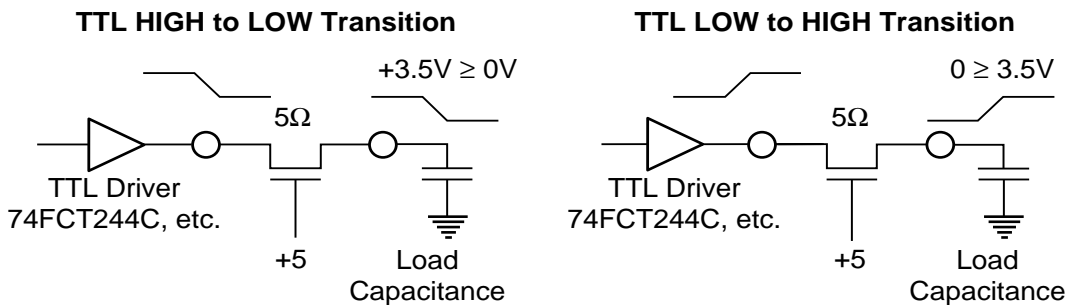 TTL HIGH to LOW Transition
+3.5V ≥ 0V
5Ω
TTL Driver
74FCT244C, etc.
+5
Load
Capacitance
TTL LOW to HIGH Transition
0 ≥ 3.5V
5Ω
TTL Driver
74FCT244C, etc.
+5
Load
Capacitance